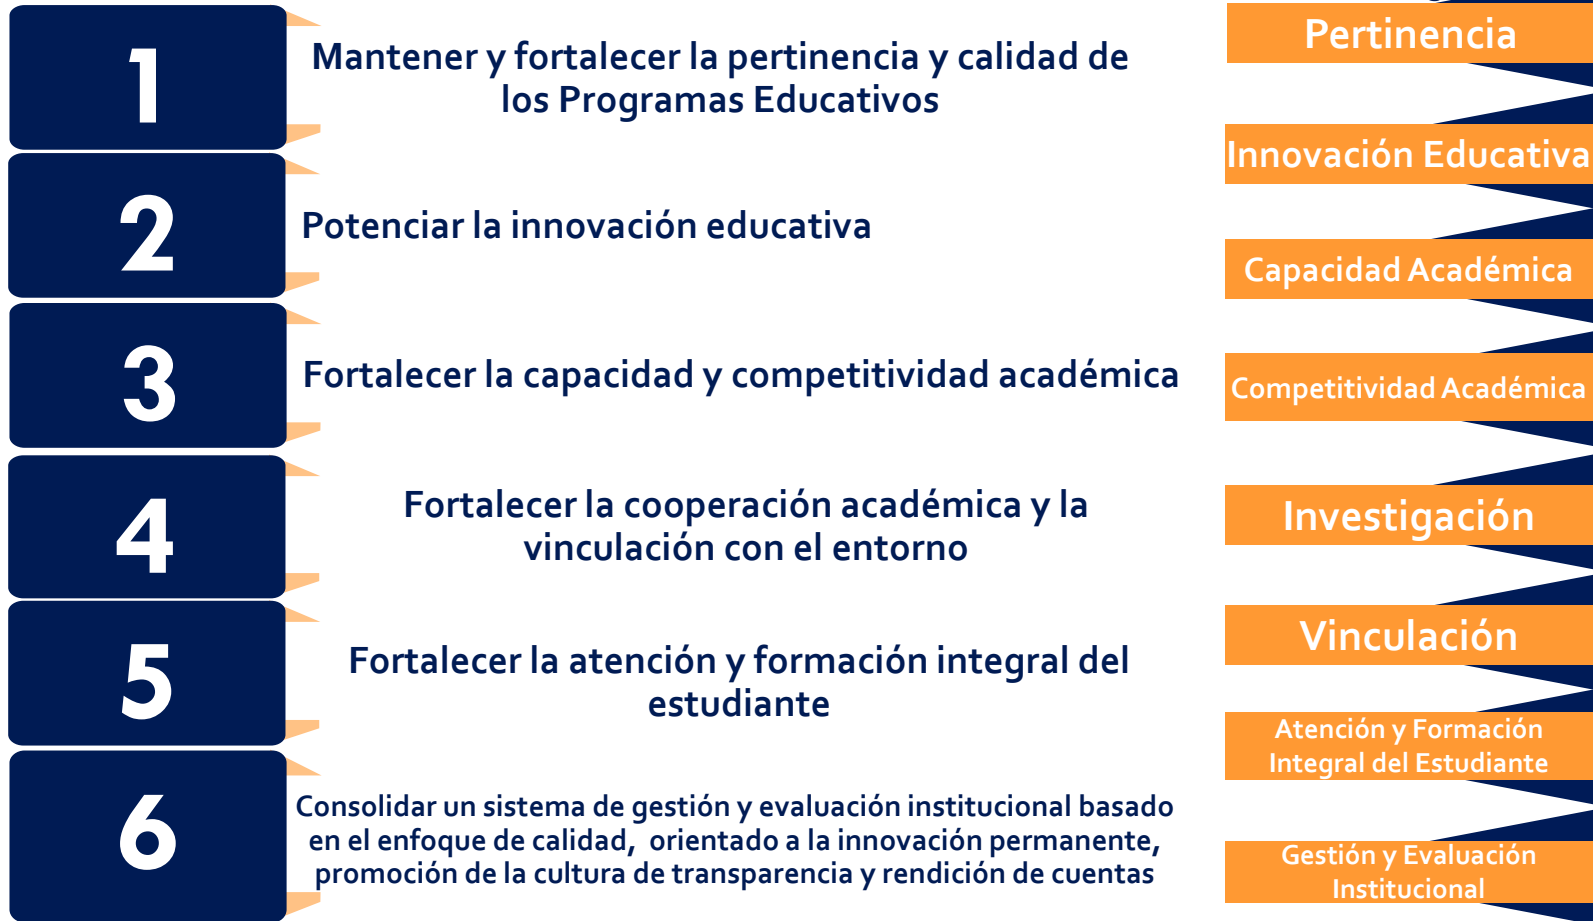 1
Mantener y fortalecer la pertinencia y calidad de
los Programas Educativos
2
Potenciar la innovación educativa
3
Fortalecer la capacidad y competitividad académica
4
Fortalecer la cooperación académica y la
vinculación con el entorno
5
Fortalecer la atención y formación integral del
estudiante
6
Consolidar un sistema de gestión y evaluación institucional basado
en el enfoque de calidad, orientado a la innovación permanente,
promoción de la cultura de transparencia y rendición de cuentas
Pertinencia
Innovación Educativa
Capacidad Académica
Competitividad Académica
Investigación
Vinculación
Atención y Formación
Integral del Estudiante
Gestión y Evaluación
Institucional